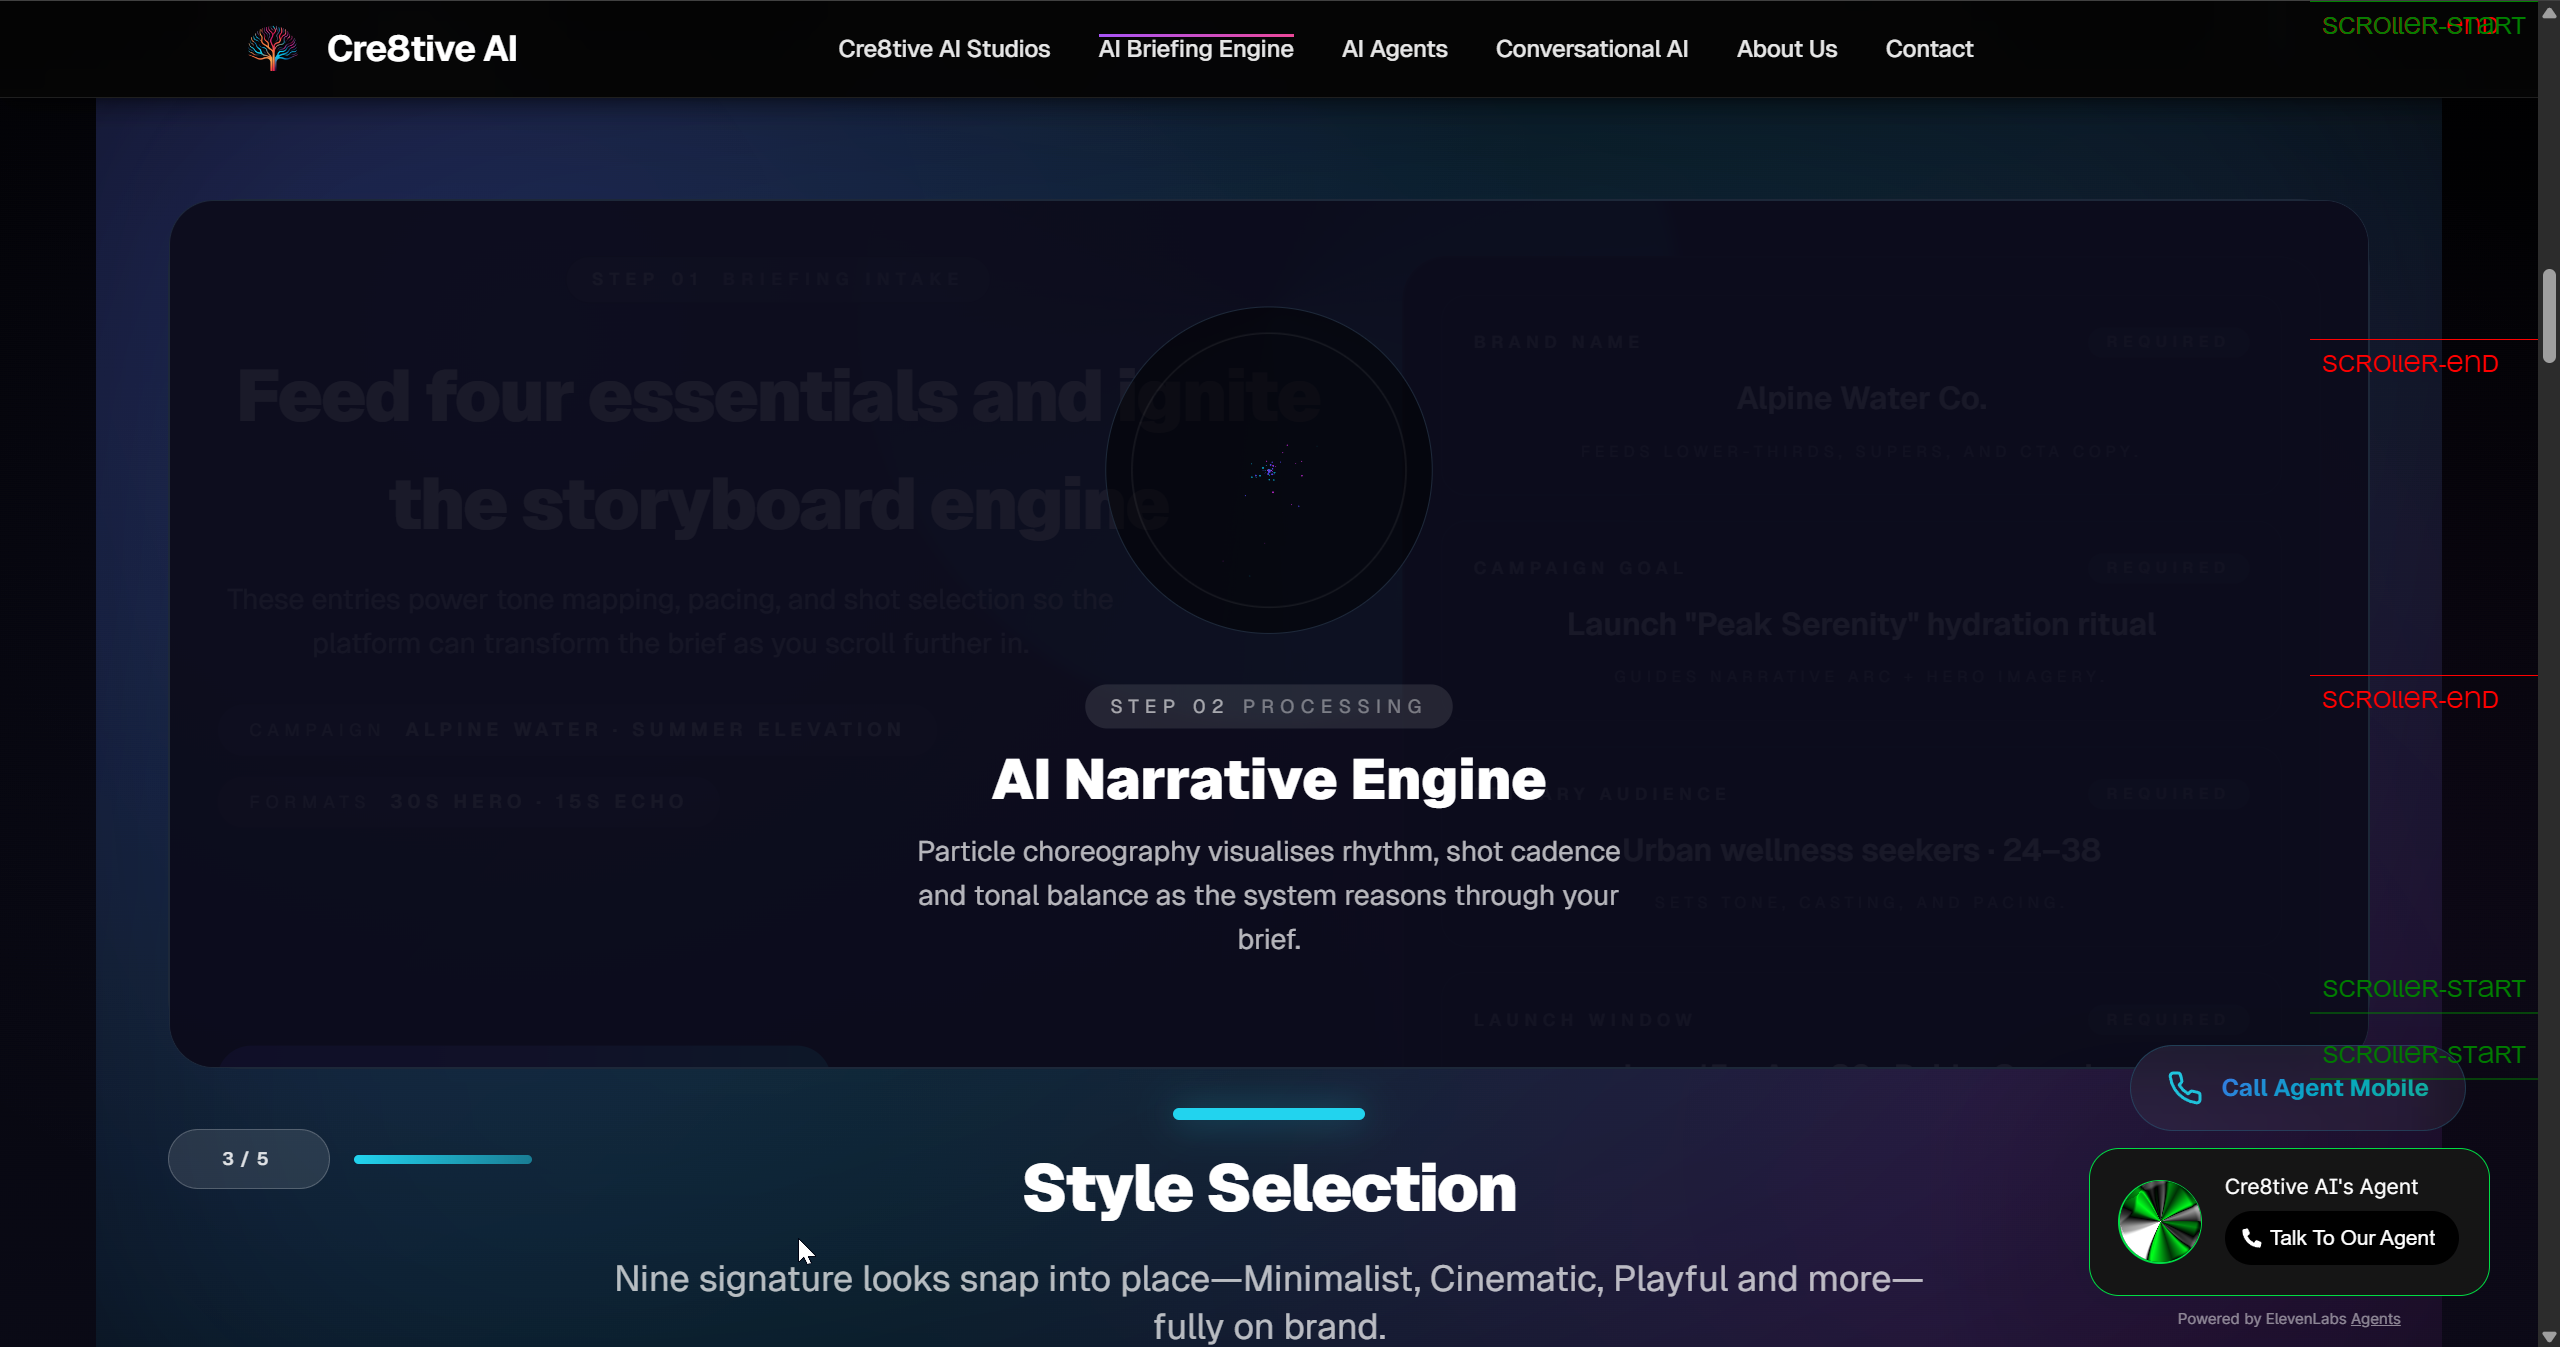 Cre8tive AI
Cre8tive AI Studios
AI Briefing Engine
AI Agents
Conversational AI
About Us
Contact
scroller-start
scroller-end
STEP 01 BRIEFING INTAKE
Feed four essentials and ignite
the storyboard engine
These entries power tone mapping, pacing, and shot selection so the
platform can transform the brief as you scroll further in.
CAMPAIGN ALPINE WATER · SUMMER ELEVATION
FORMATS 30S HERO · 15S ECHO
BRAND NAME
REQUIRED
Alpine Water Co.
FEEDS LOWER-THIRDS, SUPERS, AND CTA COPY
scroller-end
CAMPAIGN GOAL
REQUIRED
Launch "Peak Serenity" hydration ritual
GUIDES NARRATIVE ARC + HERO IMAGERY.
scroller-end
STEP 02 PROCESSING
AI Narrative Engine
Particle choreography visualises rhythm, shot cadence
and tonal balance as the system reasons through your
brief.
AUDIENCE
REQUIRED
Urban wellness seekers · 24–38
SETS TONE, CASTING, AND PACING.
LAUNCH WINDOW
REQUIRED
scroller-start
scroller-start
Call Agent Mobile
3 / 5
Style Selection
Nine signature looks snap into place—Minimalist, Cinematic, Playful and more—
fully on brand.
Cre8tive AI's Agent
Talk To Our Agent
Powered by ElevenLabs Agents